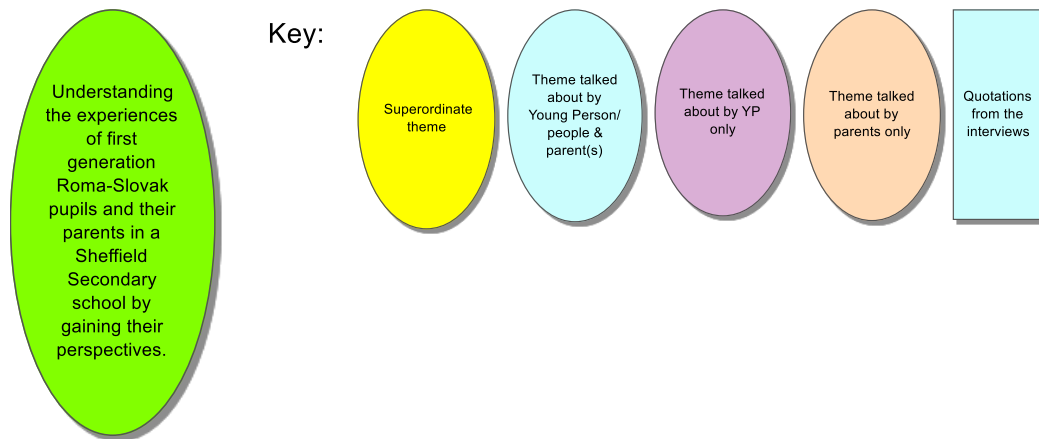 Understanding
the experiences
of first
generation
Roma-Slovak
pupils and their
parents in a
Sheffield
Secondary
school by
gaining their
perspectives.
Key:
Superordinate
theme
Theme talked
about by
Young Person/
people &
parent(s)
Theme talked
about by YP
only
Theme talked
about by
parents only
Quotations
from the
interviews